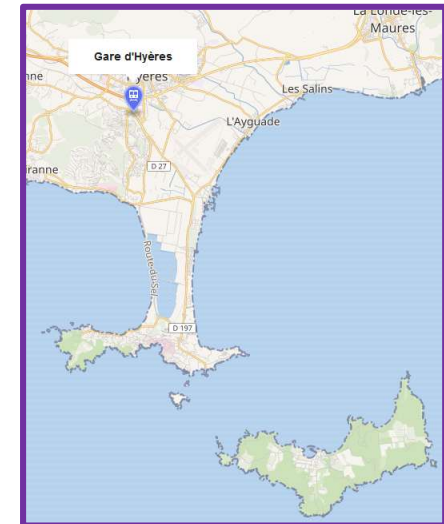 La Londe-les-
Maures
Gare d'Hyères
Les Salins
L'Ayguade
D 27
Route du Sel
D 197